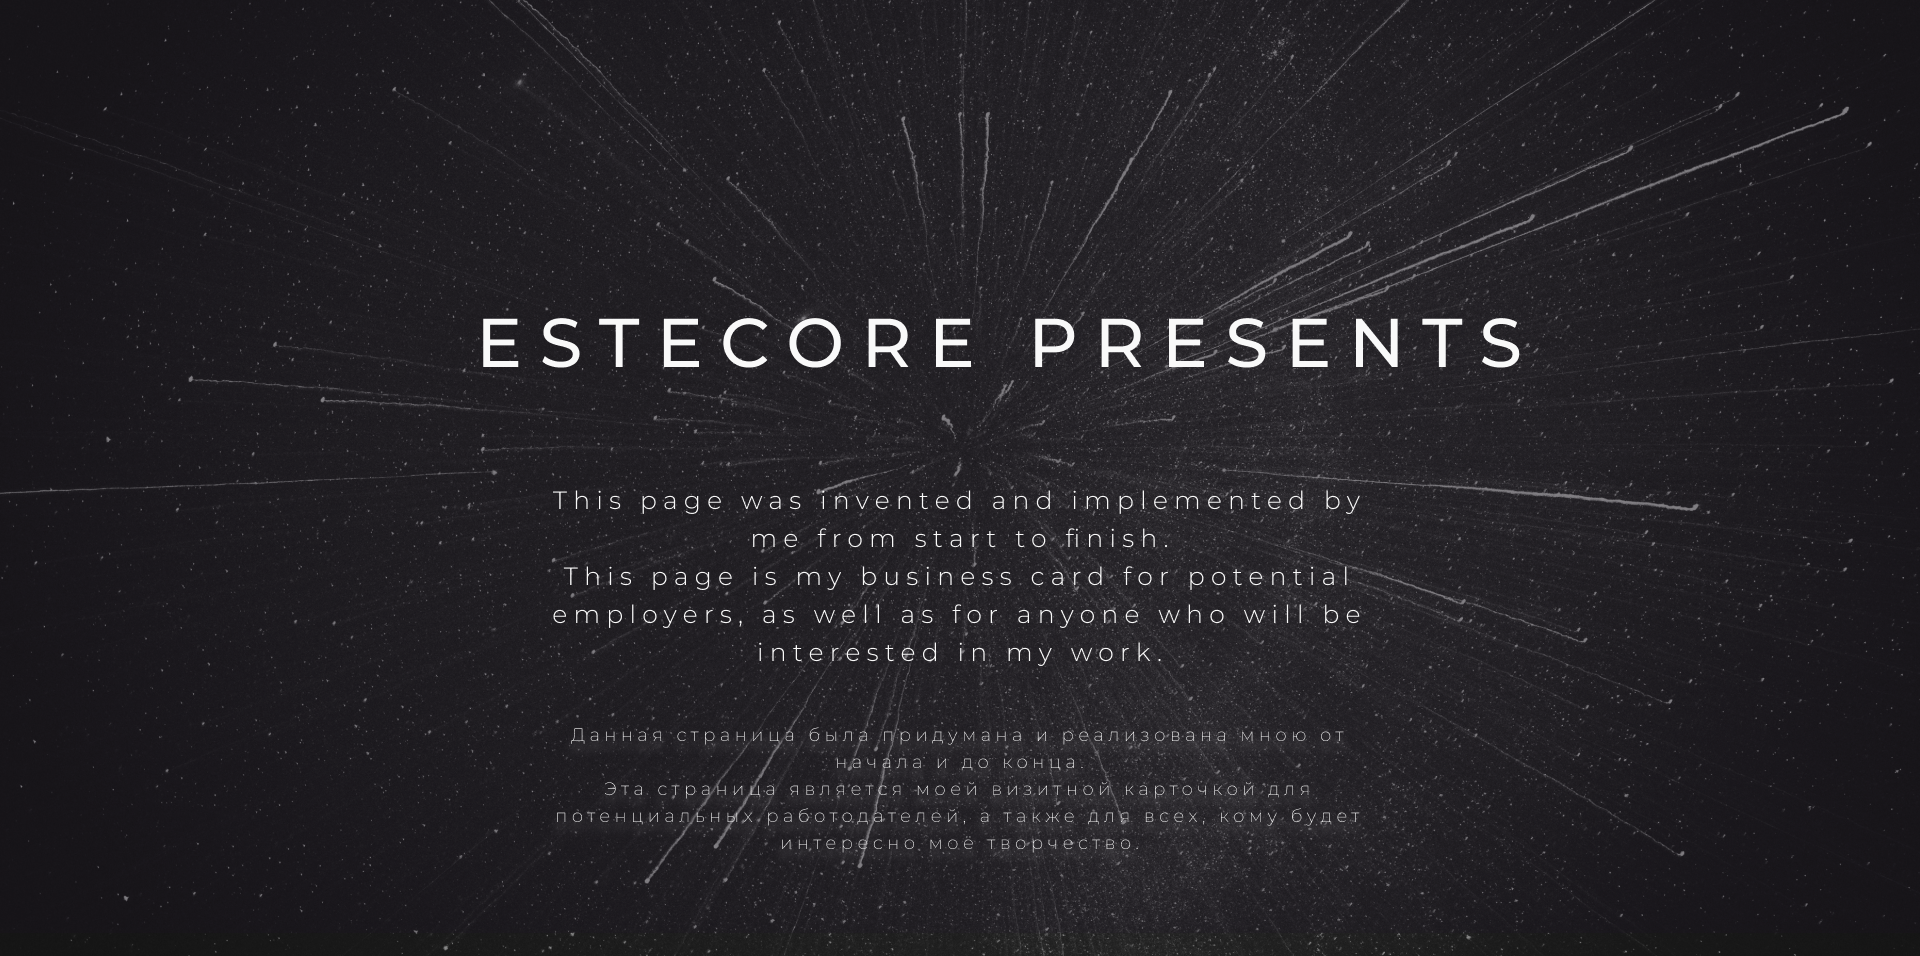 ESTECORE PRESENTS
This page was invented and implemented by
me from start to finish.
This page is my business card for potential
employers, as well as for anyone who will be
interested in my work.
Данная страница была придумана и реализована мною от
начала и до конца.
Эта страница является моей визитной карточкой для
потенциальных работодателей, а также для всех, кому будет
интересно моё творчество.